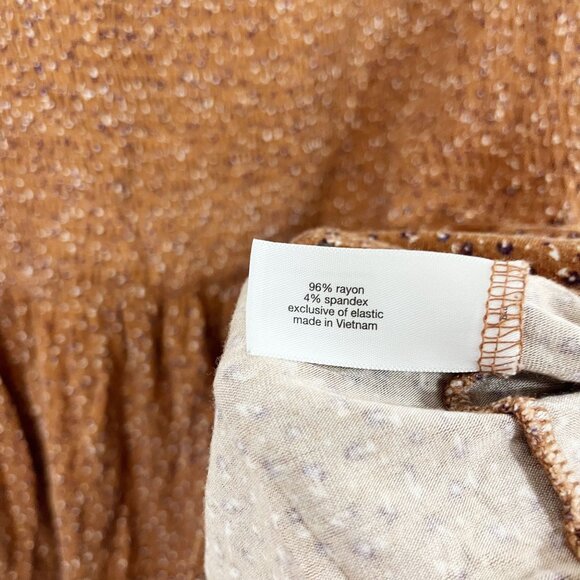 96% rayon
4% spandex
exclusive of elastic
made in Vietnam